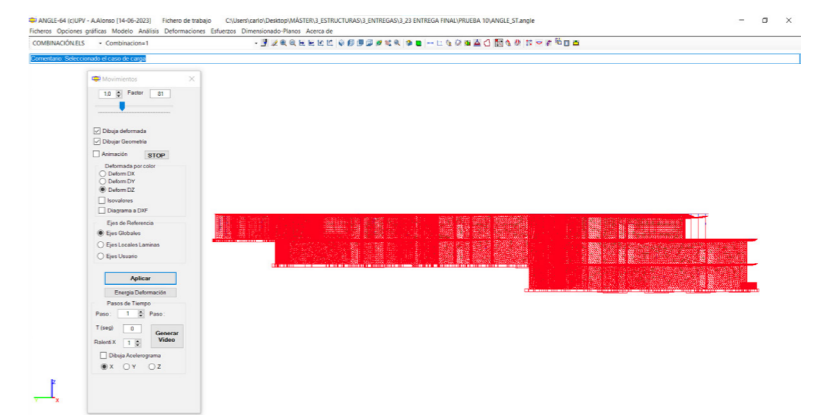 ANGLE-64 (c)UPV - A.Alonso [14-06-2023] Fichero de trabajo C:\Users\carlo\Desktop\MÁSTER\3_ESTRUCTURAS\3_ENTREGAS\3_23 ENTREGA FINAL\PRUEBA 10\ANGLE_ST.angle
Ficheros Opciones gráficas Modelo Análisis Deformaciones Esfuerzos Dimensionado-Planos Acerca de
COMBINACIÓN.ELS - Combinacion=1
Comentario: Seleccionado el caso de carga
Movimientos
1.0 Factor .01
Dibuja deformada
Dibujar Geometría
Animación STOP
Deformada por color
Deform:DX
Deform:DY
Deform:DZ
Isovalores
Diagrama a DXF
Ejes de Referencia
Ejes Globales
Ejes Locales Laminas
Ejes Usuario
Aplicar
Energía Deformación
Pasos de Tiempo
Paso: 1 Paso:
T (seg) 0
Generar Vídeo
Ralenti X 1
Dibuja Acelerograma
X Y Z
Z
Y X